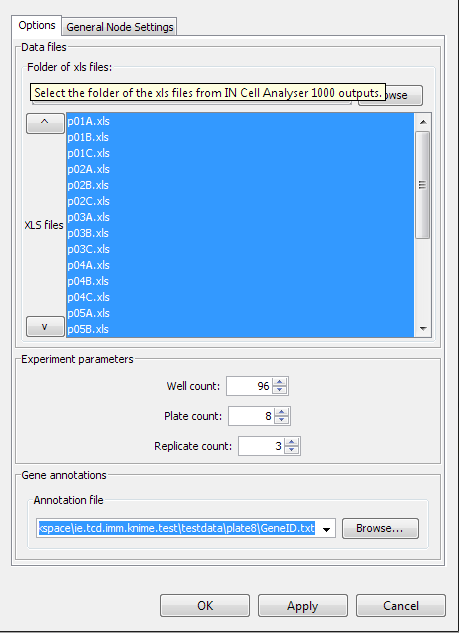 Options General Node Settings
Data files
Folder of xls files:
Select the folder of the xls files from IN Cell Analyser 1000 outputs. wse
^
p01A.xls
p01B.xls
p01C.xls
p02A.xls
p02B.xls
p02C.xls
XLS files p03A.xls
p03B.xls
p03C.xls
p04A.xls
p04B.xls
p04C.xls
p05A.xls
v p05B.xls
Experiment parameters
Well count: 96
Plate count: 8
Replicate count: 3
Gene annotations
Annotation file
kspace\ie.tcd.imm.knime.test\testdata\plate8\GeneID.txt Browse...
OK Apply Cancel